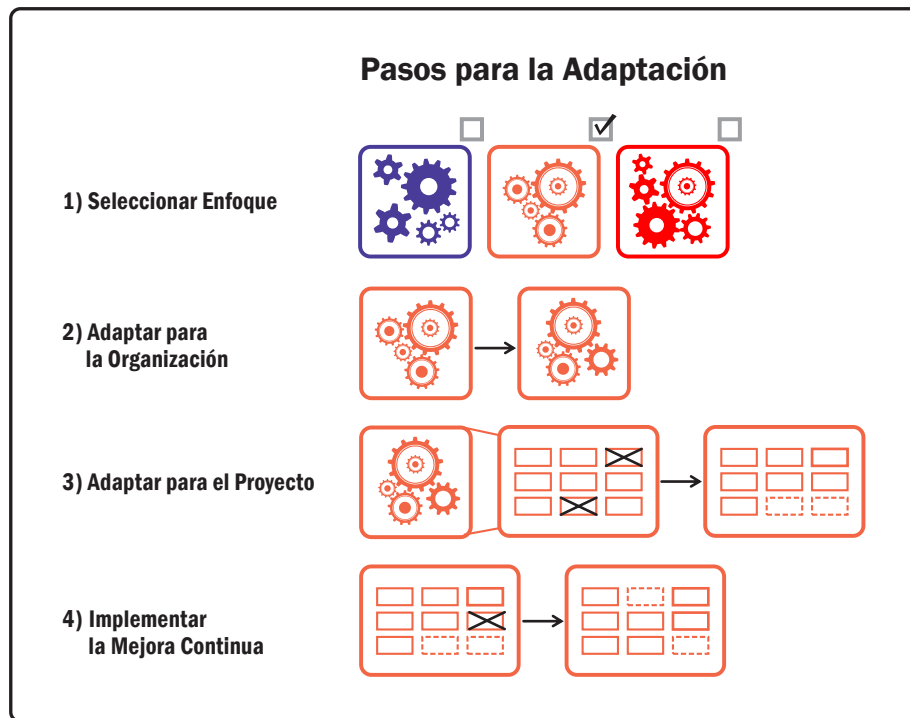 Pasos para la Adaptación
1) Seleccionar Enfoque
2) Adaptar para
la Organización
3) Adaptar para el Proyecto
4) Implementar
la Mejora Continua